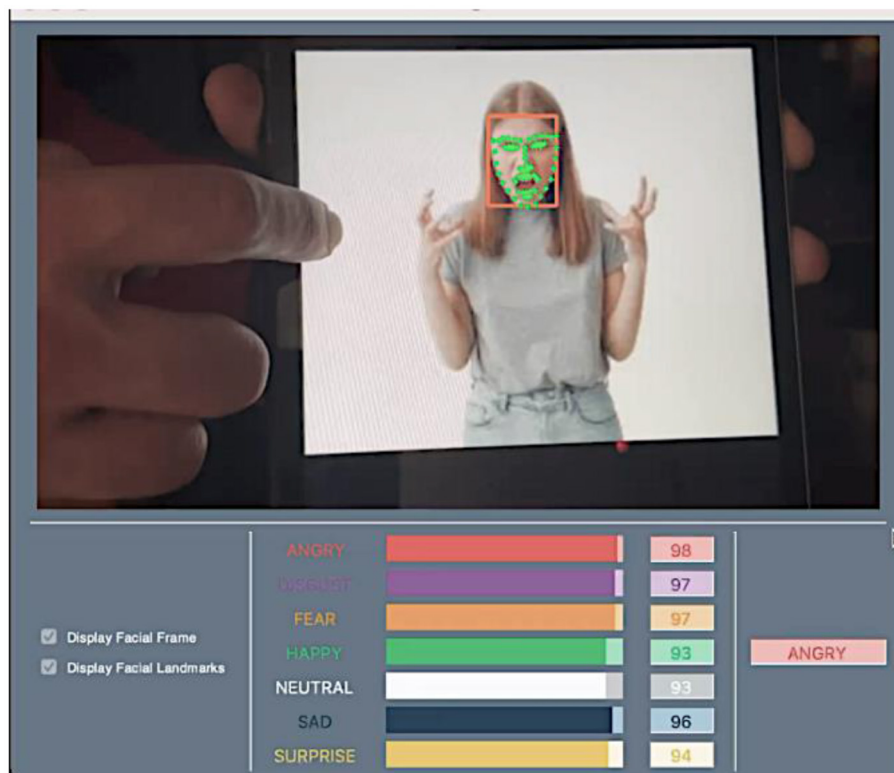 ANGRY 98
DISGUST 97
FEAR 97
HAPPY 93
NEUTRAL 93
SAD 96
SURPRISE 94
Display Facial Frame
Display Facial Landmarks
ANGRY